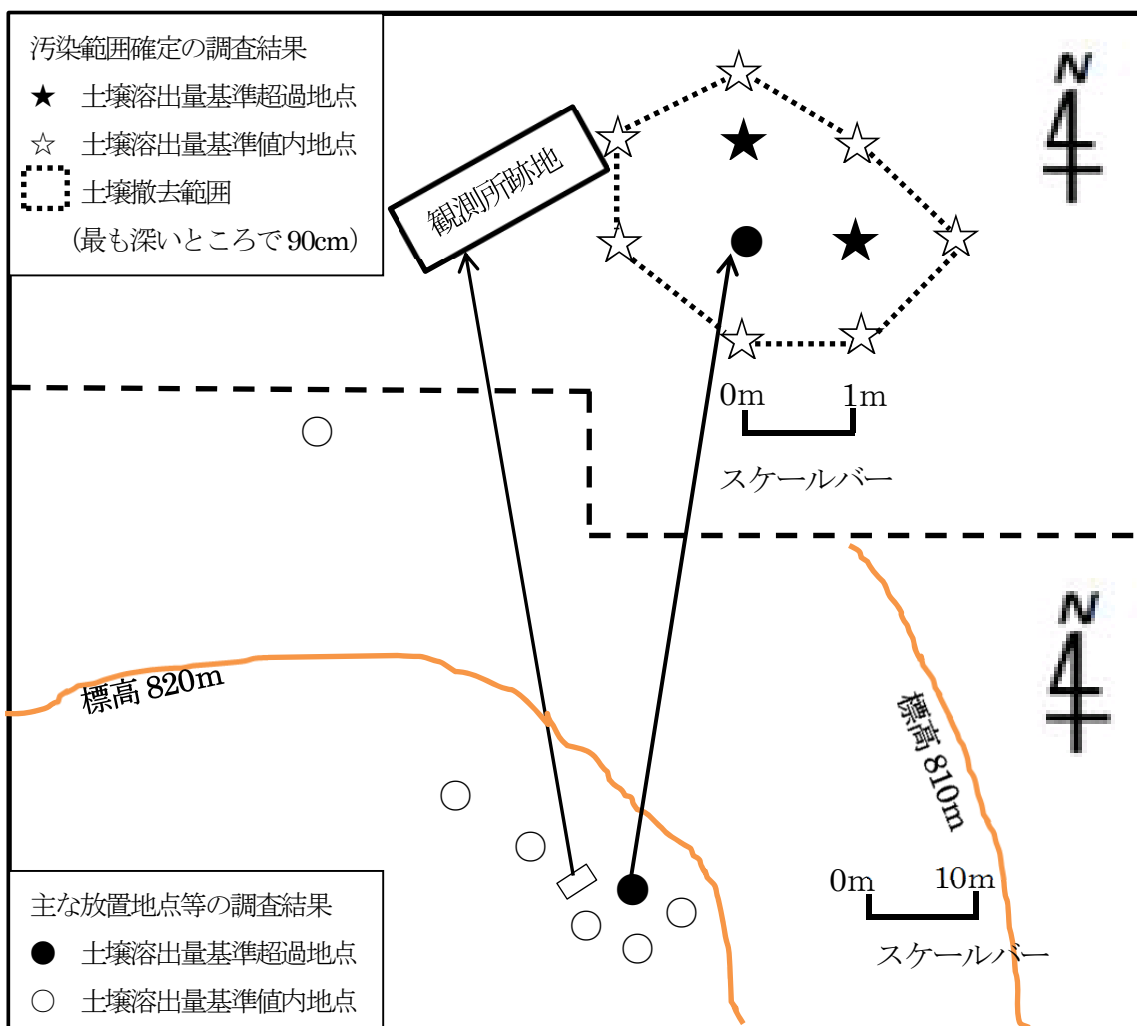 汚染範囲確定の調査結果
★ 土壌溶出量基準超過地点
☆ 土壌溶出量基準値内地点
土壌撤去範囲
（最も深いところで 90cm）
観測所跡地
N
0m 1m
スケールバー
N
標高 820m
標高 810m
0m 10m
スケールバー
主な放置地点等の調査結果
● 土壌溶出量基準超過地点
○ 土壌溶出量基準値内地点